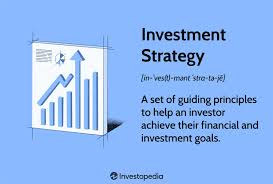 Investment
Strategy
[in-ˈves(t)-mənt ˈstra-tə-jē]
A set of guiding principles
to help an investor
achieve their financial and
investment goals.
Investopedia